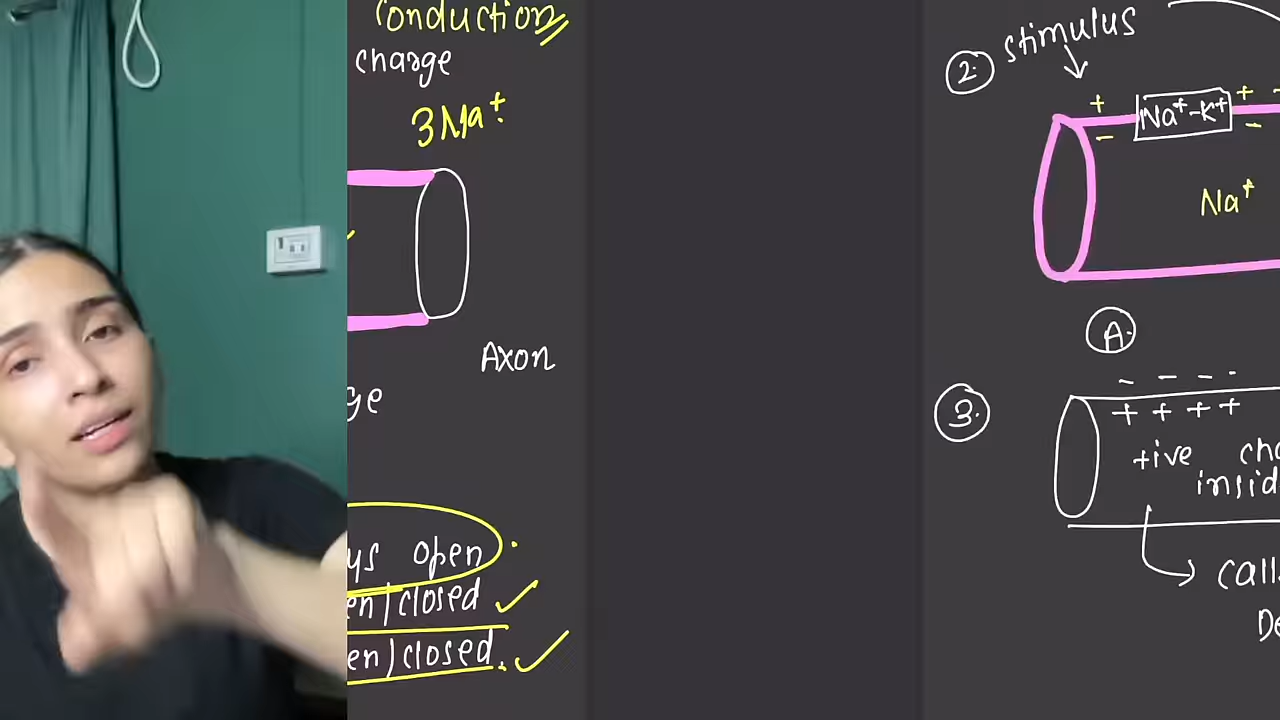 Conduction
charge
3Na⁺
Axon
ge
ys open
en/closed
en/closed
2.
stimulus
+
Na⁺-K⁺
+
-
-
Na⁺
A.
3.
- - - -
+ + + +
+ive cha
insid
calle
De